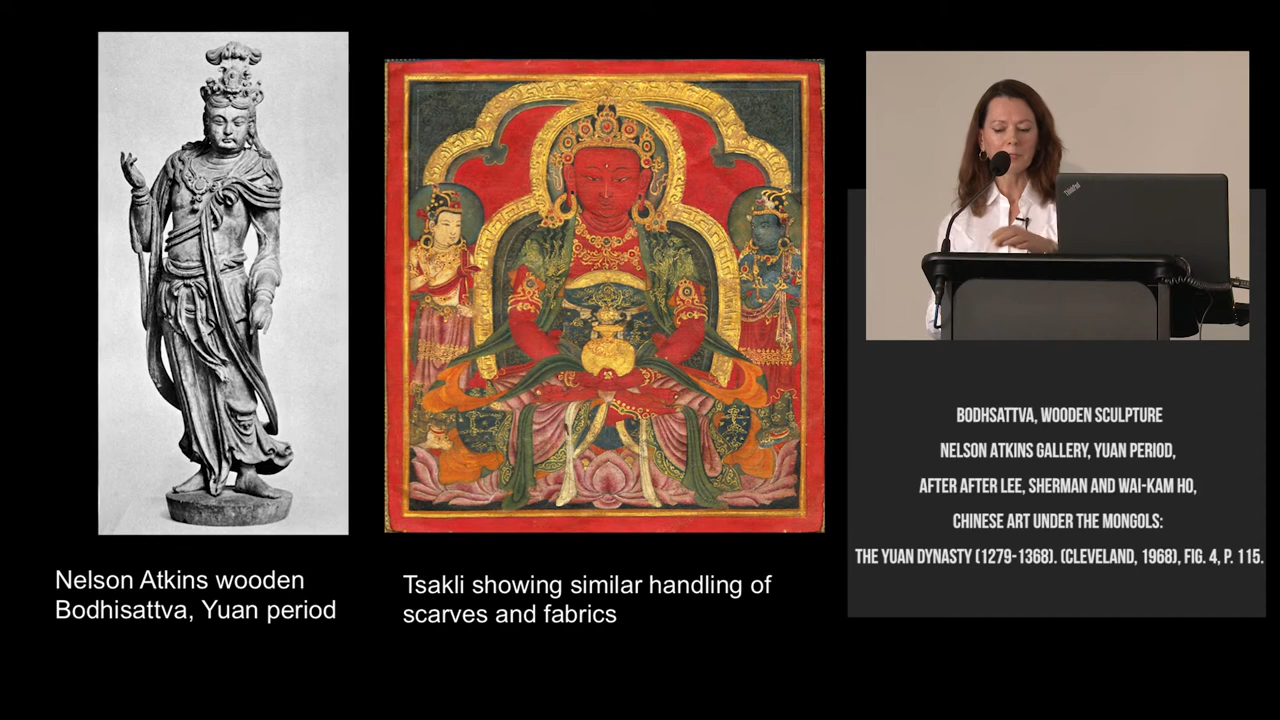 Nelson Atkins wooden
Bodhisattva, Yuan period
Tsakli showing similar handling of
scarves and fabrics
ThinkPad
BODHSATTVA, WOODEN SCULPTURE
NELSON ATKINS GALLERY, YUAN PERIOD,
AFTER AFTER LEE, SHERMAN AND WAI-KAM HO,
CHINESE ART UNDER THE MONGOLS:
THE YUAN DYNASTY (1279-1368). (CLEVELAND, 1968), FIG. 4, P. 115.